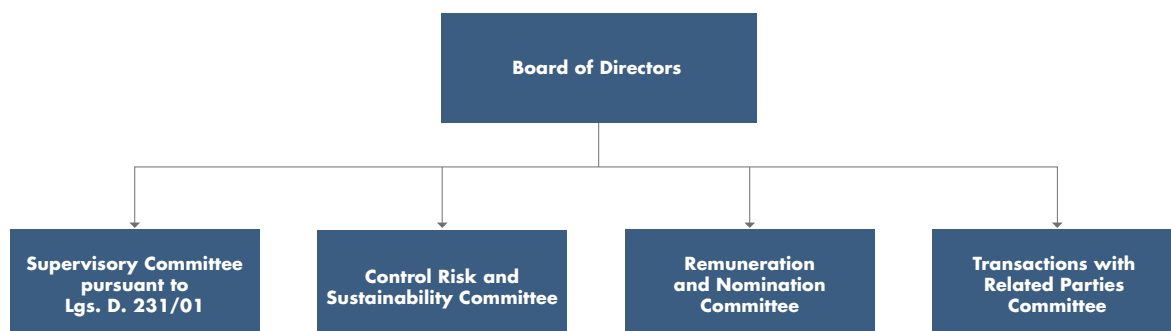 Board of Directors
Supervisory Committee
pursuant to
Lgs. D. 231/01
Control Risk and
Sustainability Committee
Remuneration
and Nomination
Committee
Transactions with
Related Parties
Committee